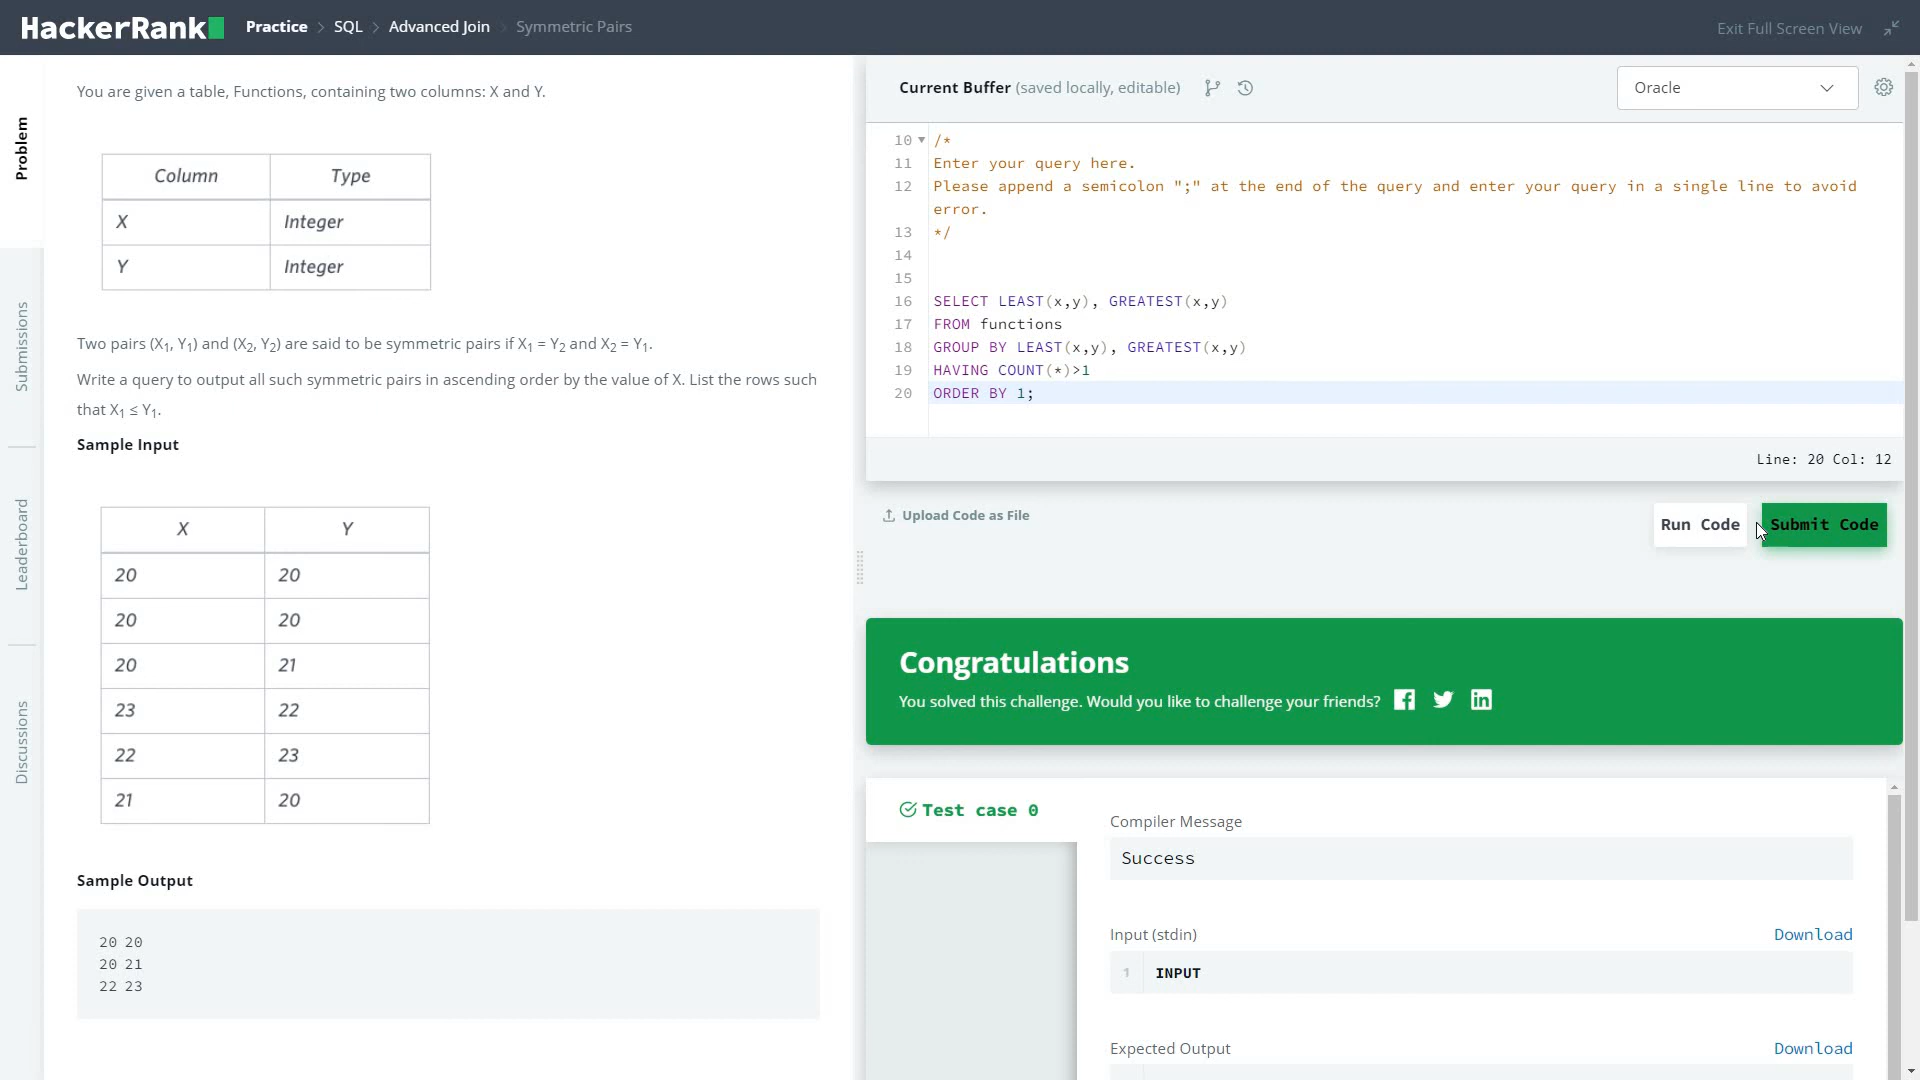 HackerRank
Practice > SQL > Advanced Join > Symmetric Pairs
Exit Full Screen View
Problem
Submissions
Leaderboard
Discussions
You are given a table, Functions, containing two columns: X and Y.
Column Type
X Integer
Y Integer
Two pairs (X1, Y1) and (X2, Y2) are said to be symmetric pairs if X1 = Y2 and X2 = Y1.
Write a query to output all such symmetric pairs in ascending order by the value of X. List the rows such
that X1 ≤ Y1.
Sample Input
X Y
20 20
20 20
20 21
23 22
22 23
21 20
Sample Output
20 20
20 21
22 23
Current Buffer (saved locally, editable)
Oracle
10 /*
11 Enter your query here.
12 Please append a semicolon ";" at the end of the query and enter your query in a single line to avoid
error.
13 */
14
15
16 SELECT LEAST(x,y), GREATEST(x,y)
17 FROM functions
18 GROUP BY LEAST(x,y), GREATEST(x,y)
19 HAVING COUNT(*)>1
20 ORDER BY 1;
Line: 20 Col: 12
Upload Code as File
Run Code
Submit Code
Congratulations
You solved this challenge. Would you like to challenge your friends?
Test case 0
Compiler Message
Success
Input (stdin) Download
1 INPUT
Expected Output Download